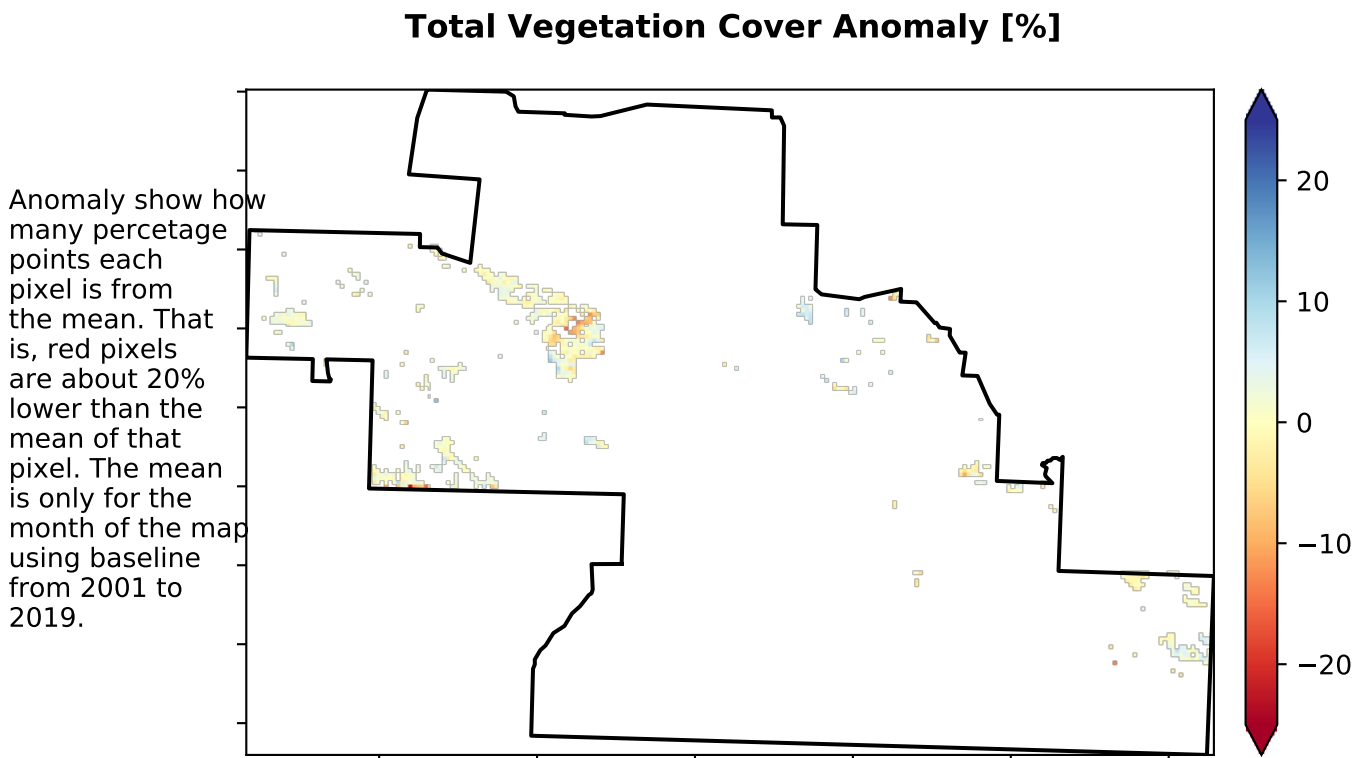 Total Vegetation Cover Anomaly [%]
Anomaly show how
many percetage
points each
pixel is from
the mean. That
is, red pixels
are about 20%
lower than the
mean of that
pixel. The mean
is only for the
month of the map
using baseline
from 2001 to
2019.
20
10
0
−10
−20